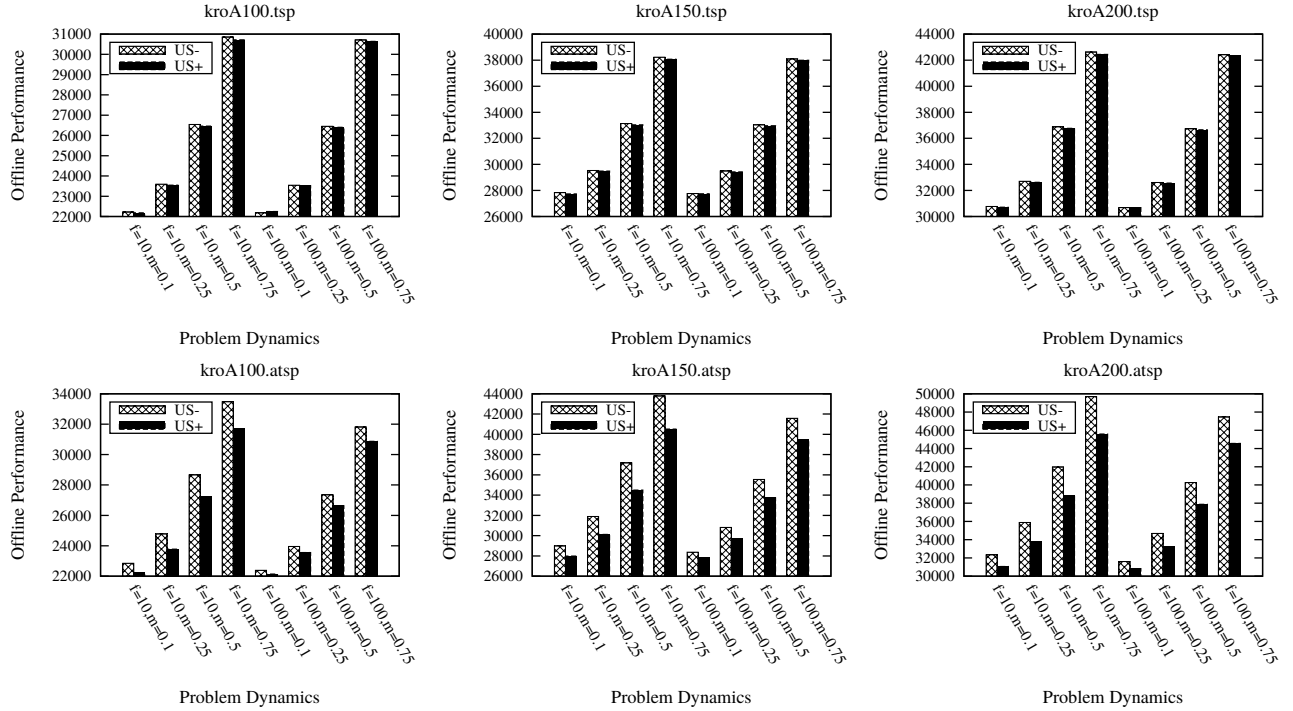 kroA100.tsp
Offline Performance
31000
30000
29000
28000
27000
26000
25000
24000
23000
22000
US-
US+
f=10,m=0.1
f=10,m=0.25
f=10,m=0.5
f=10,m=0.75
f=100,m=0.1
f=100,m=0.25
f=100,m=0.5
f=100,m=0.75
Problem Dynamics
kroA150.tsp
Offline Performance
40000
38000
36000
34000
32000
30000
28000
26000
US-
US+
f=10,m=0.1
f=10,m=0.25
f=10,m=0.5
f=10,m=0.75
f=100,m=0.1
f=100,m=0.25
f=100,m=0.5
f=100,m=0.75
Problem Dynamics
kroA200.tsp
Offline Performance
44000
42000
40000
38000
36000
34000
32000
30000
US-
US+
f=10,m=0.1
f=10,m=0.25
f=10,m=0.5
f=10,m=0.75
f=100,m=0.1
f=100,m=0.25
f=100,m=0.5
f=100,m=0.75
Problem Dynamics
kroA100.atsp
Offline Performance
34000
32000
30000
28000
26000
24000
22000
US-
US+
f=10,m=0.1
f=10,m=0.25
f=10,m=0.5
f=10,m=0.75
f=100,m=0.1
f=100,m=0.25
f=100,m=0.5
f=100,m=0.75
Problem Dynamics
kroA150.atsp
Offline Performance
44000
42000
40000
38000
36000
34000
32000
30000
28000
26000
US-
US+
f=10,m=0.1
f=10,m=0.25
f=10,m=0.5
f=10,m=0.75
f=100,m=0.1
f=100,m=0.25
f=100,m=0.5
f=100,m=0.75
Problem Dynamics
kroA200.atsp
Offline Performance
50000
48000
46000
44000
42000
40000
38000
36000
34000
32000
30000
US-
US+
f=10,m=0.1
f=10,m=0.25
f=10,m=0.5
f=10,m=0.75
f=100,m=0.1
f=100,m=0.25
f=100,m=0.5
f=100,m=0.75
Problem Dynamics